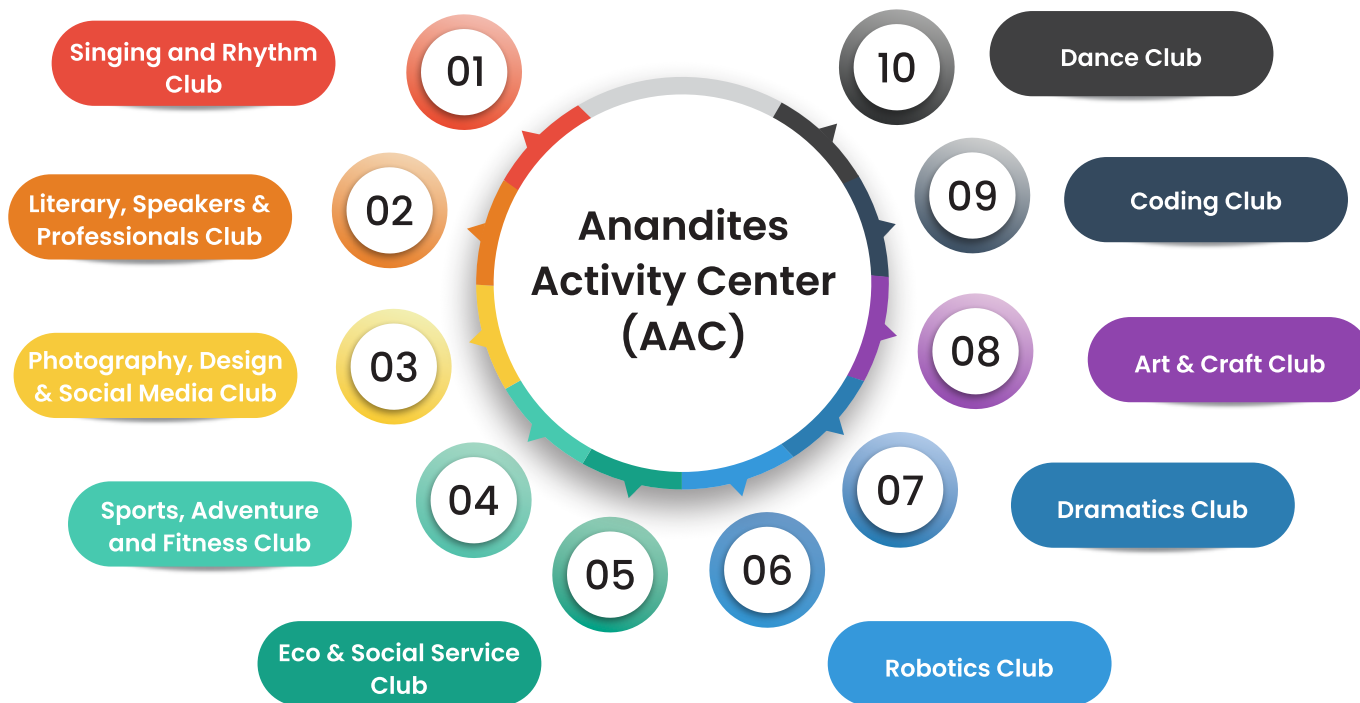 Anandites
Activity Center
(AAC)
01
Singing and Rhythm
Club
02
Literary, Speakers &
Professionals Club
03
Photography, Design
& Social Media Club
04
Sports, Adventure
and Fitness Club
05
Eco & Social Service
Club
06
Robotics Club
07
Dramatics Club
08
Art & Craft Club
09
Coding Club
10
Dance Club